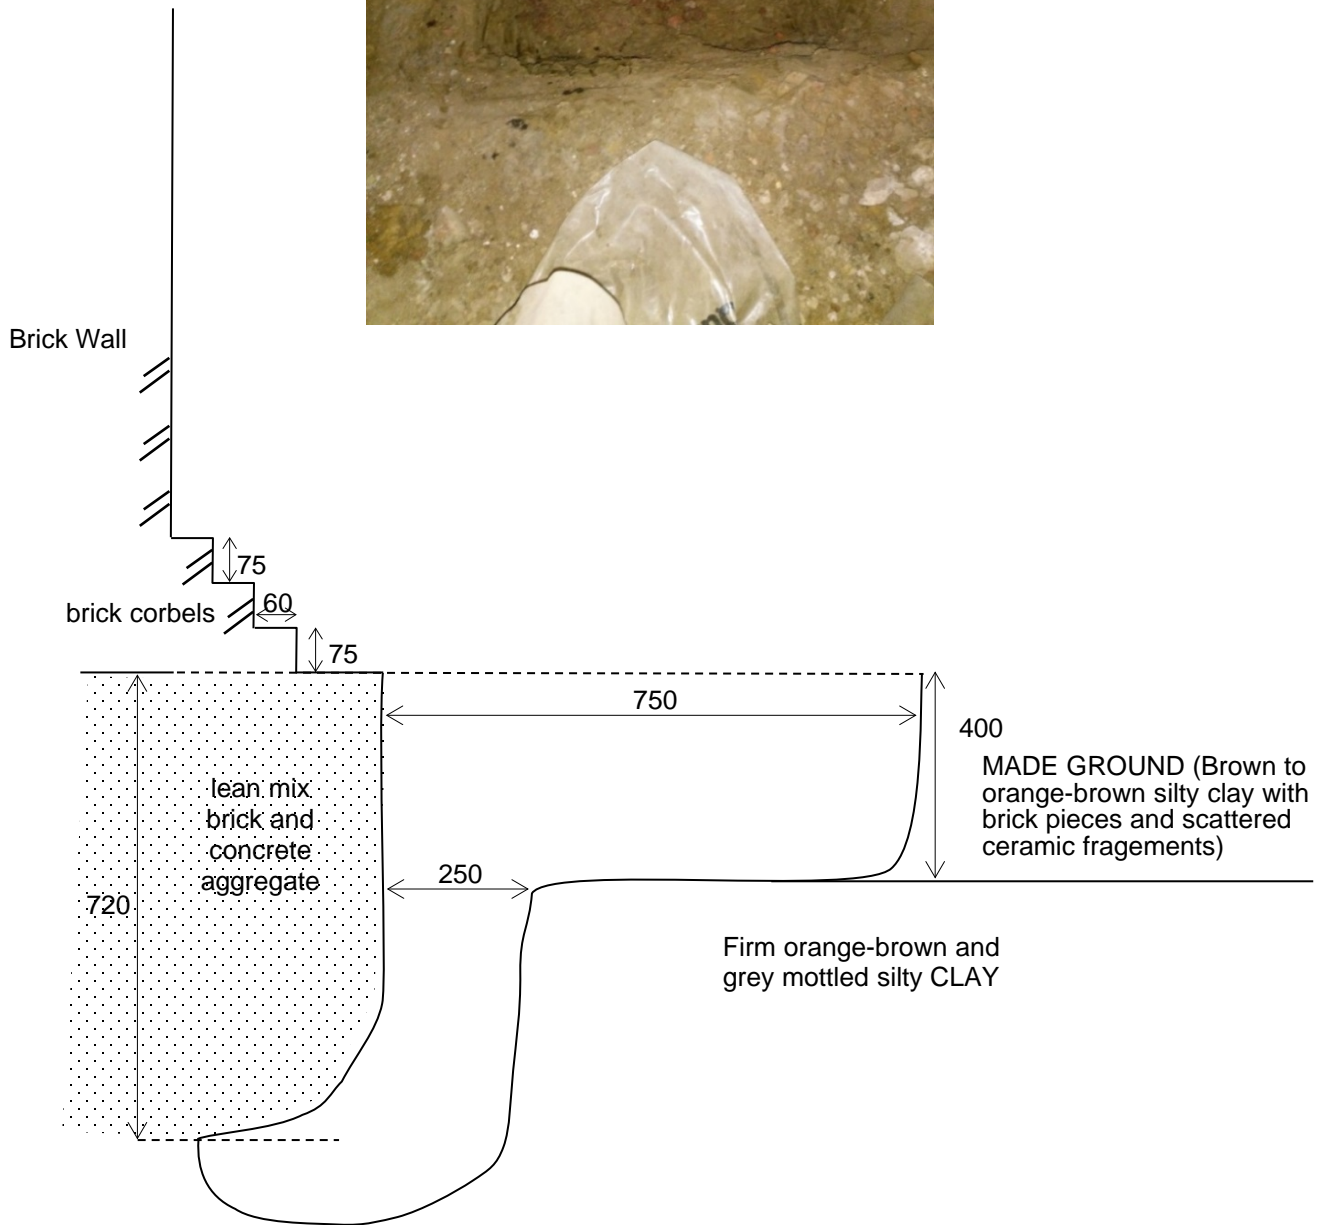 Brick Wall
75
60
brick corbels
75
750
400
MADE GROUND (Brown to
orange-brown silty clay with
brick pieces and scattered
ceramic fragements)
lean mix
brick and
concrete
aggregate
250
720
Firm orange-brown and
grey mottled silty CLAY